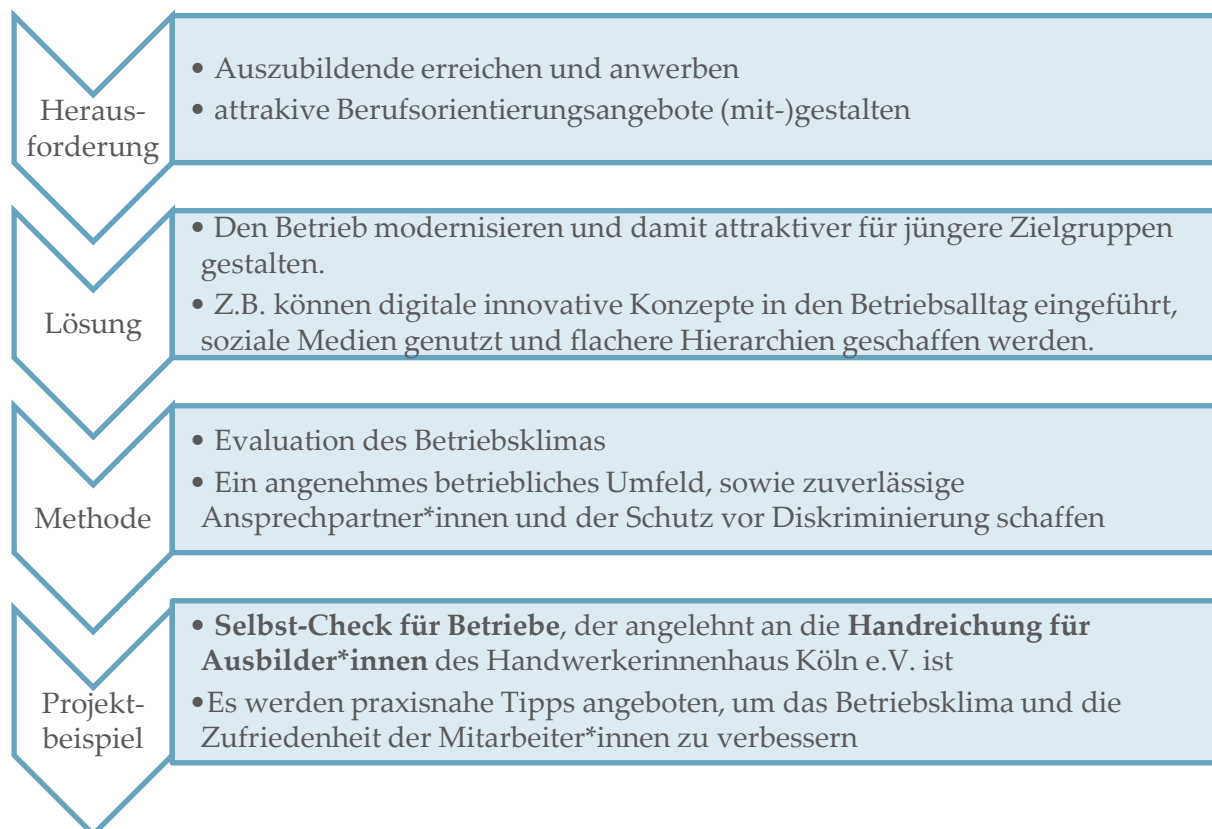 Heraus-
forderung
• Auszubildende erreichen und anwerben
• attrakive Berufsorientierungsangebote (mit-)gestalten
Lösung
• Den Betrieb modernisieren und damit attraktiver für jüngere Zielgruppen
gestalten.
• Z.B. können digitale innovative Konzepte in den Betriebsalltag eingeführt,
soziale Medien genutzt und flachere Hierarchien geschaffen werden.
Methode
• Evaluation des Betriebsklimas
• Ein angenehmes betriebliches Umfeld, sowie zuverlässige
Ansprechpartner*innen und der Schutz vor Diskriminierung schaffen
Projekt-
beispiel
• Selbst-Check für Betriebe, der angelehnt an die Handreichung für
Ausbilder*innen des Handwerkerinnenhaus Köln e.V. ist
•Es werden praxisnahe Tipps angeboten, um das Betriebsklima und die
Zufriedenheit der Mitarbeiter*innen zu verbessern